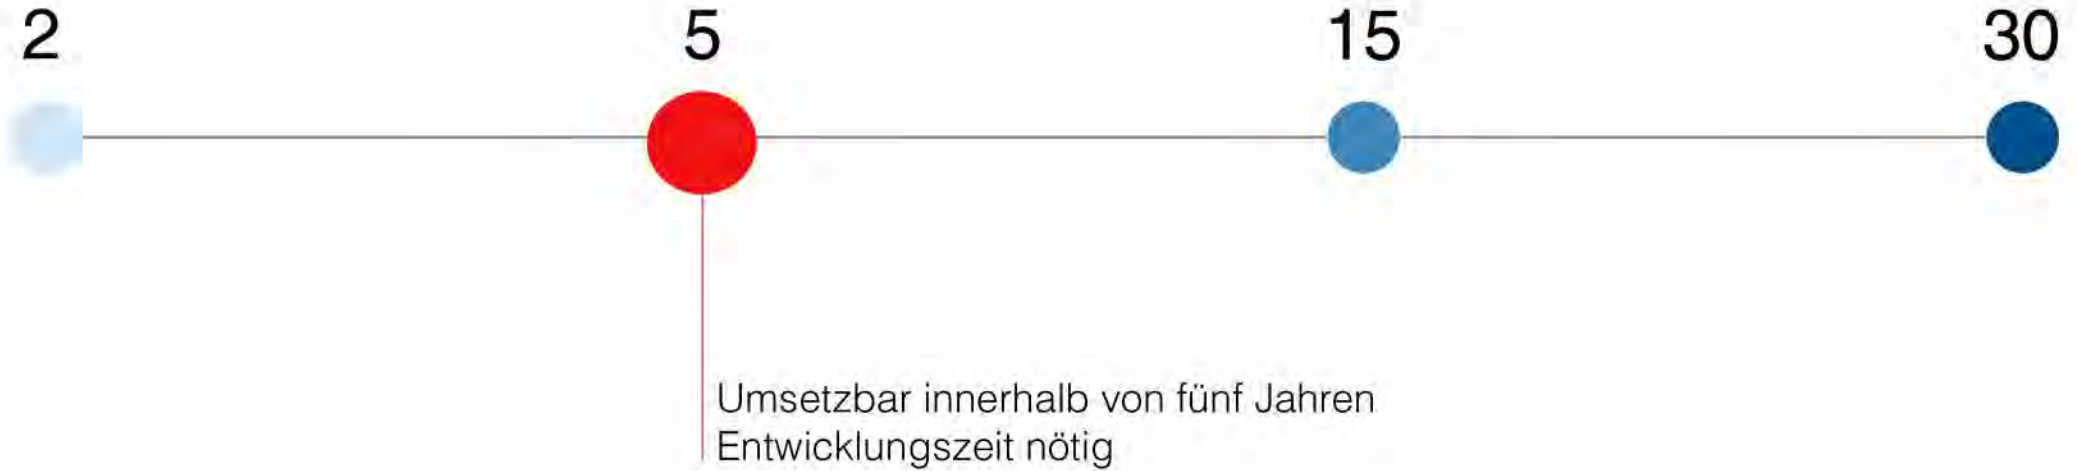 2 5 15 30
Umsetzbar innerhalb von fünf Jahren
Entwicklungszeit nötig